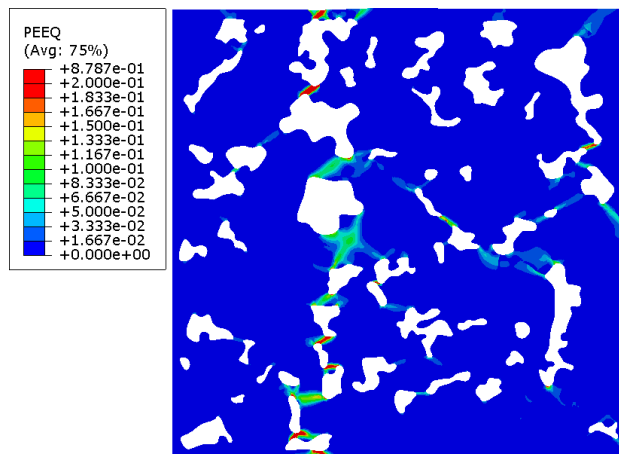 PEEQ
(Avg: 75%)
+8.787e-01
+2.000e-01
+1.833e-01
+1.667e-01
+1.500e-01
+1.333e-01
+1.167e-01
+1.000e-01
+8.333e-02
+6.667e-02
+5.000e-02
+3.333e-02
+1.667e-02
+0.000e+00